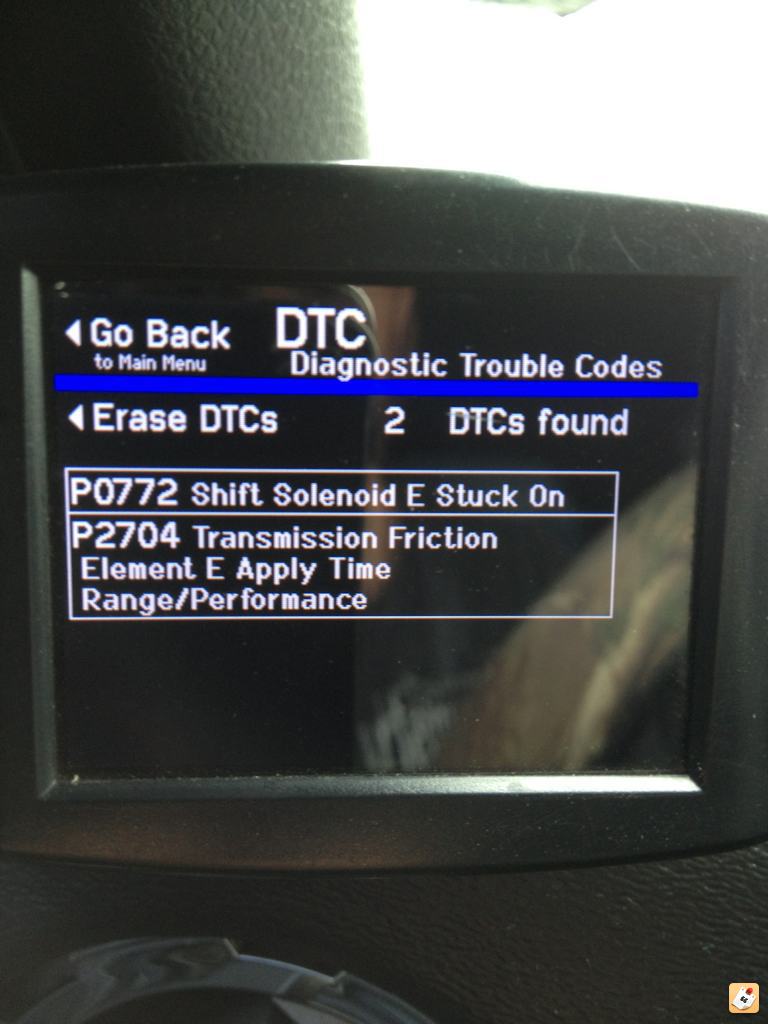 Go Back DTC
to Main Menu Diagnostic Trouble Codes
Erase DTCs 2 DTCs found
P0772 Shift Solenoid E Stuck On
P2704 Transmission Friction
Element E Apply Time
Range/Performance